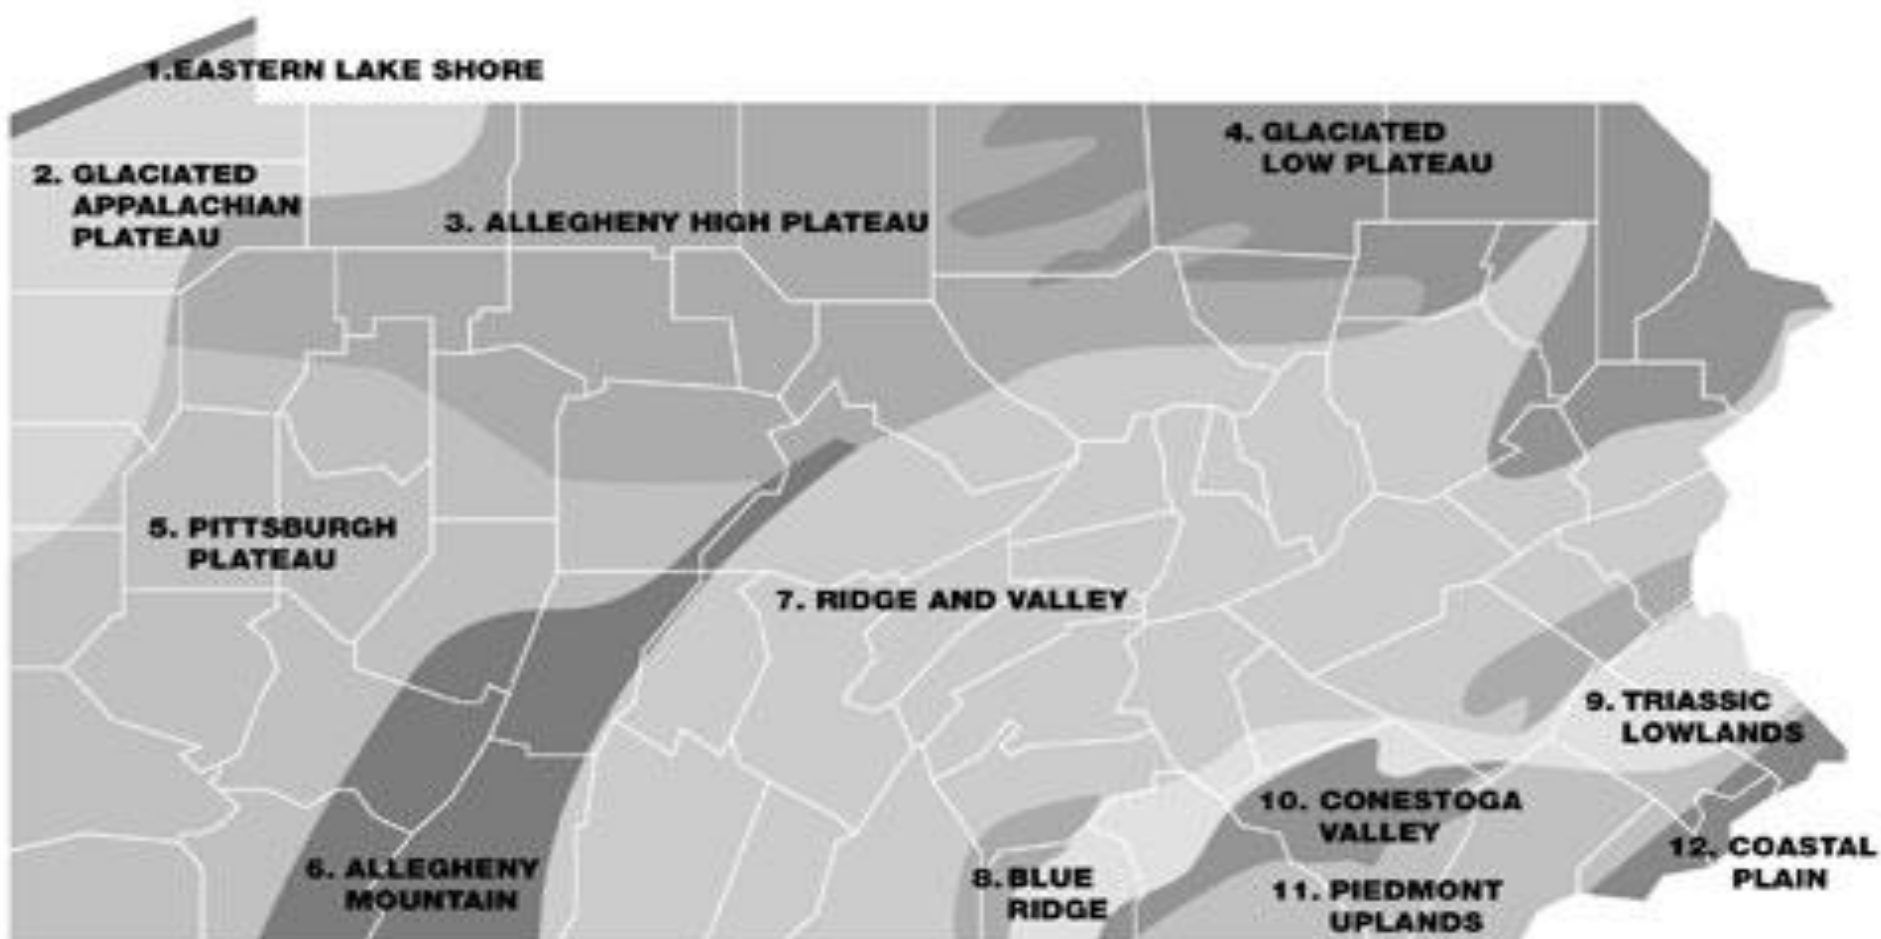 1.EASTERN LAKE SHORE
2. GLACIATED
APPALACHIAN
PLATEAU
3. ALLEGHENY HIGH PLATEAU
4. GLACIATED
LOW PLATEAU
5. PITTSBURGH
PLATEAU
6. ALLEGHENY
MOUNTAIN
7. RIDGE AND VALLEY
8. BLUE
RIDGE
9. TRIASSIC
LOWLANDS
10. CONESTOGA
VALLEY
11. PIEDMONT
UPLANDS
12. COASTAL
PLAIN